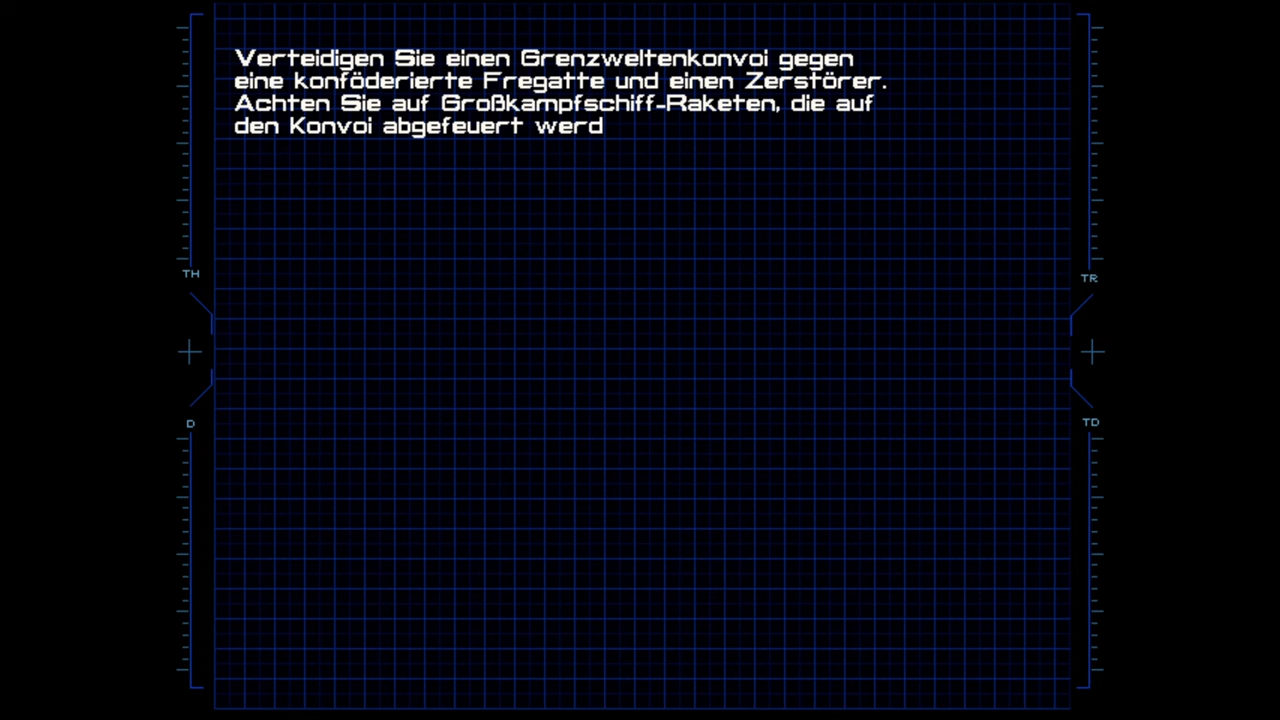 Verteidigen Sie einen Grenzweltenkonvoi gegen
eine konföderierte Fregatte und einen Zerstörer.
Achten Sie auf Großkampfschiff-Raketen, die auf
den Konvoi abgefeuert werd
TH
TR
D
TD